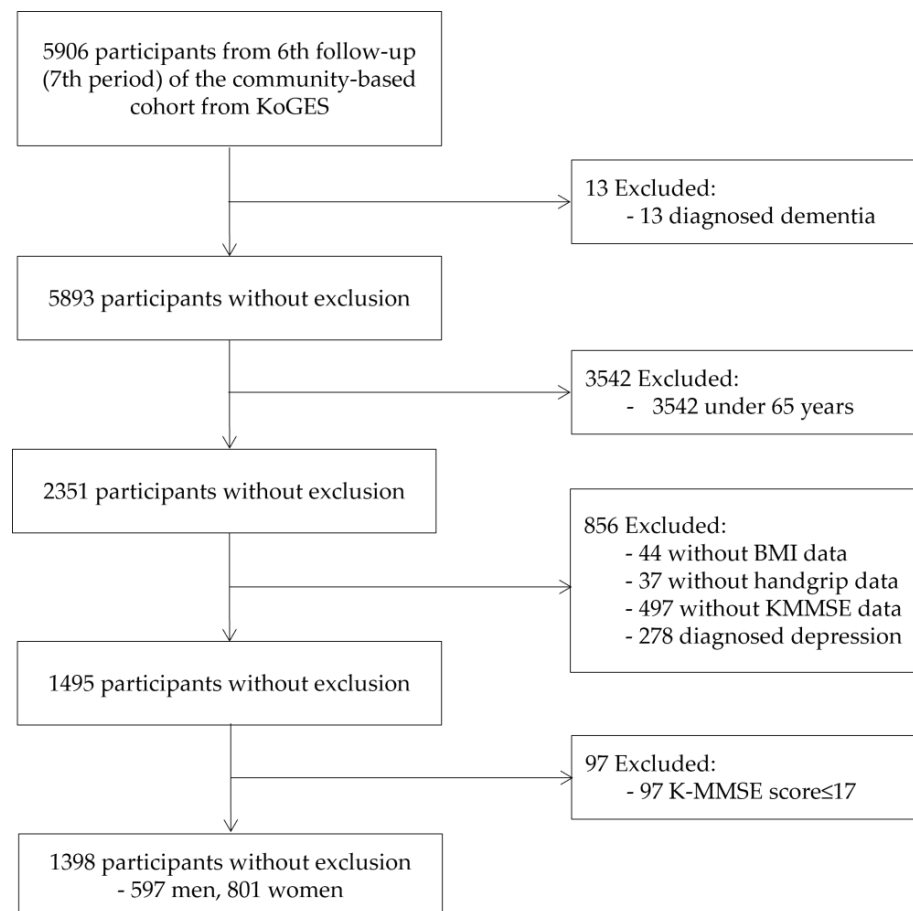 5906 participants from 6th follow-up
(7th period) of the community-based
cohort from KoGES
13 Excluded:
- 13 diagnosed dementia
5893 participants without exclusion
3542 Excluded:
- 3542 under 65 years
2351 participants without exclusion
856 Excluded:
- 44 without BMI data
- 37 without handgrip data
- 497 without KMMSE data
- 278 diagnosed depression
1495 participants without exclusion
97 Excluded:
- 97 K-MMSE score≤17
1398 participants without exclusion
- 597 men, 801 women